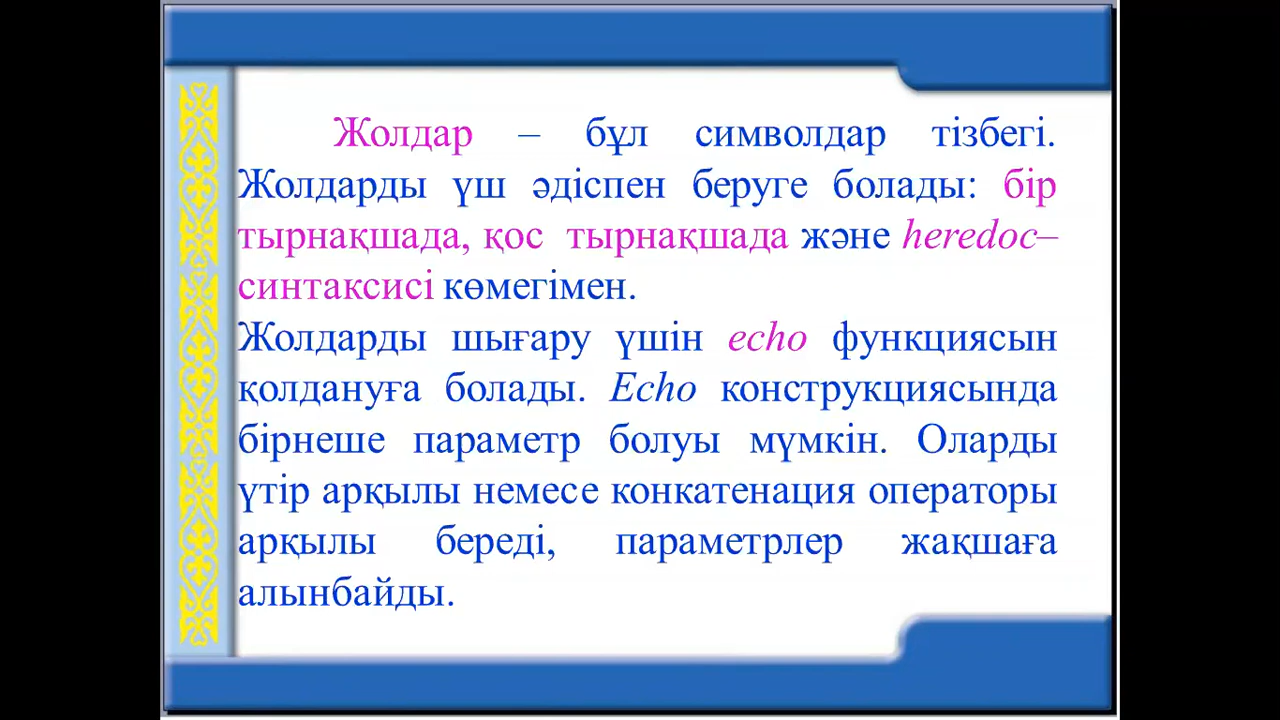 Жолдар – бұл символдар тізбегі.
Жолдарды үш әдіспен беруге болады: бір
тырнақшада, қос тырнақшада және heredoc–
синтаксисі көмегімен.
Жолдарды шығару үшін echo функциясын
қолдануға болады. Echo конструкциясында
бірнеше параметр болуы мүмкін. Оларды
үтір арқылы немесе конкатенация операторы
арқылы береді, параметрлер жақшаға
алынбайды.